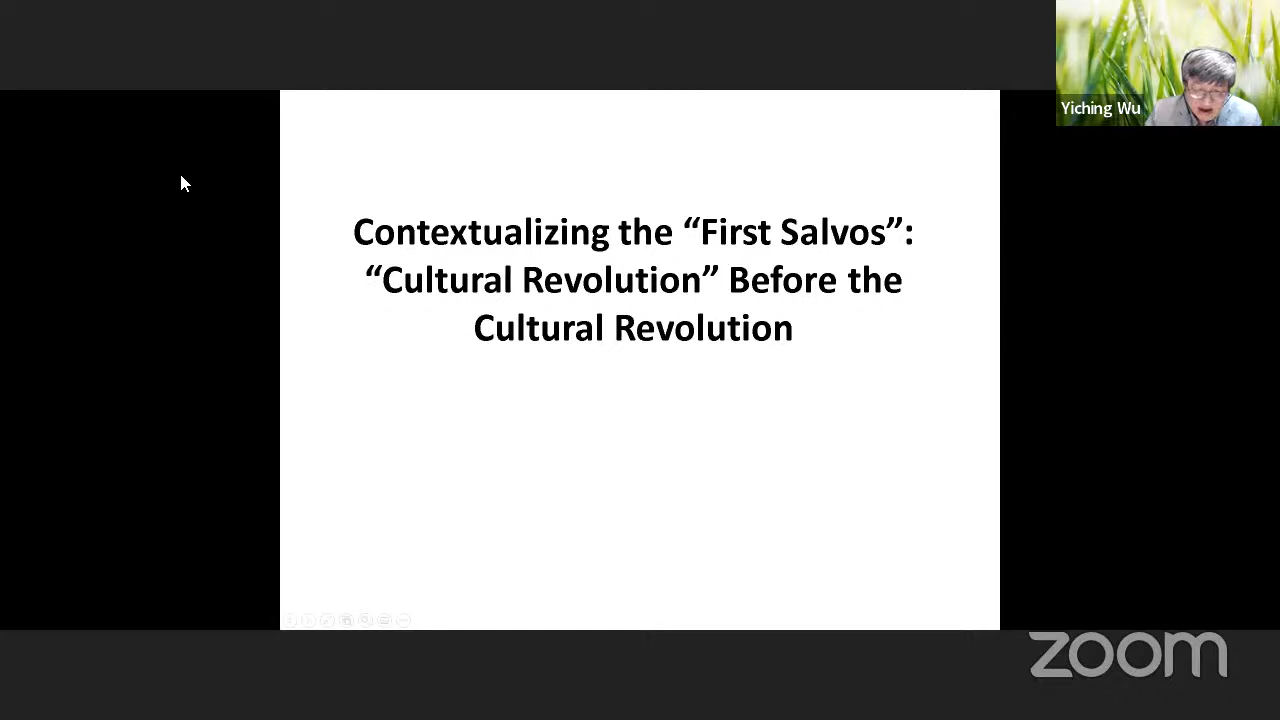 Yiching Wu
Contextualizing the “First Salvos”:
“Cultural Revolution” Before the
Cultural Revolution
zoom